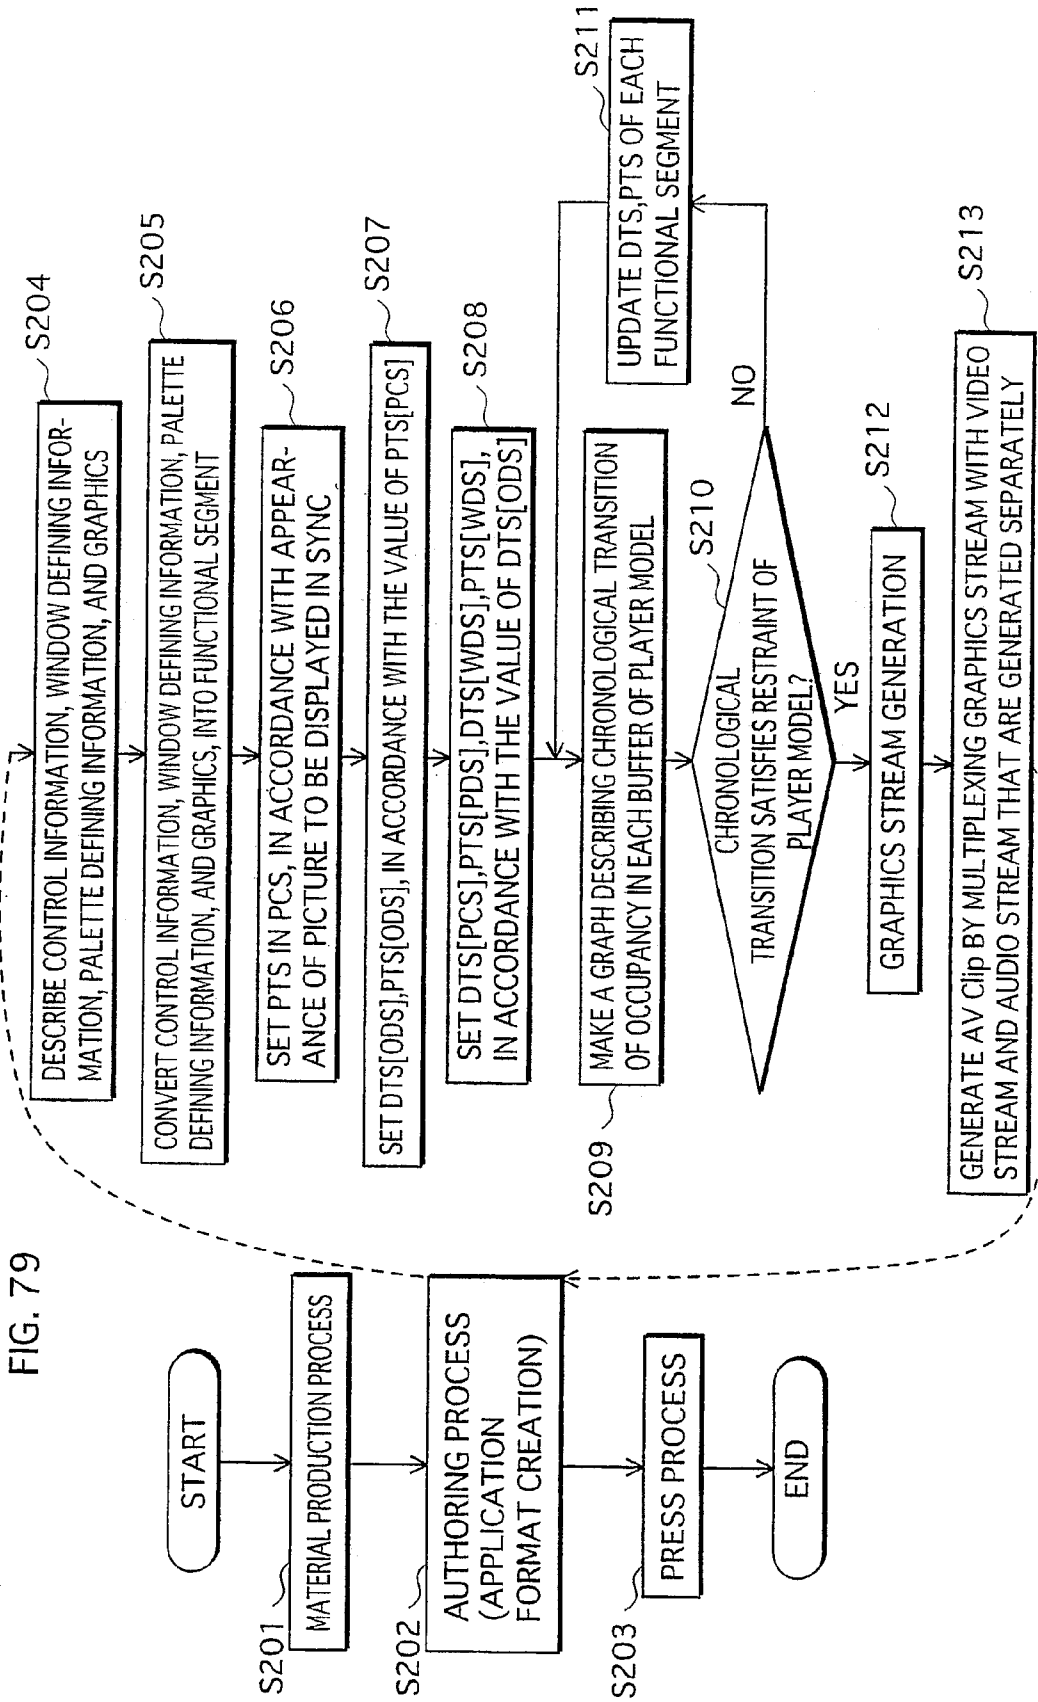 FIG. 79
START
S201
MATERIAL PRODUCTION PROCESS
S202
AUTHORING PROCESS
(APPLICATION
FORMAT CREATION)
S203
PRESS PROCESS
END
S204
DESCRIBE CONTROL INFORMATION, WINDOW DEFINING INFOR-
MATION, PALETTE DEFINING INFORMATION, AND GRAPHICS
S205
CONVERT CONTROL INFORMATION, WINDOW DEFINING INFORMATION, PALETTE
DEFINING INFORMATION, AND GRAPHICS, INTO FUNCTIONAL SEGMENT
S206
SET PTS IN PCS, IN ACCORDANCE WITH APPEAR-
ANCE OF PICTURE TO BE DISPLAYED IN SYNC
S207
SET DTS[ODS],PTS[ODS], IN ACCORDANCE WITH THE VALUE OF PTS[PCS]
S208
SET DTS[PCS],PTS[PDS],DTS[WDS],PTS[WDS],
IN ACCORDANCE WITH THE VALUE OF DTS[ODS]
S209
MAKE A GRAPH DESCRIBING CHRONOLOGICAL TRANSITION
OF OCCUPANCY IN EACH BUFFER OF PLAYER MODEL
S210
CHRONOLOGICAL
TRANSITION SATISFIES RESTRAINT OF
PLAYER MODEL?
NO
YES
S211
UPDATE DTS,PTS OF EACH
FUNCTIONAL SEGMENT
S212
GRAPHICS STREAM GENERATION
S213
GENERATE AV Clip BY MULTIPLEXING GRAPHICS STREAM WITH VIDEO
STREAM AND AUDIO STREAM THAT ARE GENERATED SEPARATELY